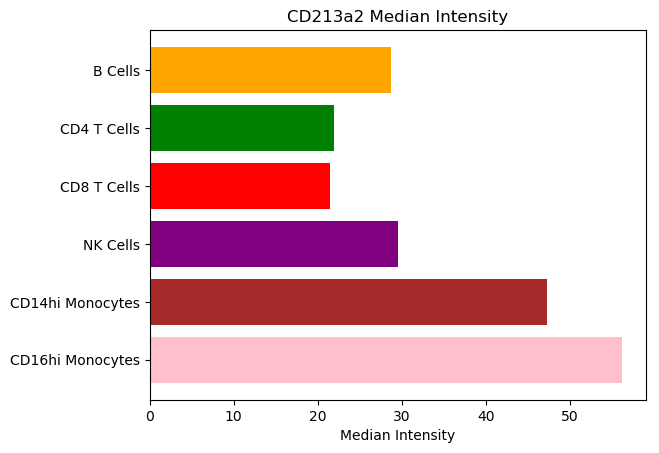 CD213a2 Median Intensity
B Cells
CD4 T Cells
CD8 T Cells
NK Cells
CD14hi Monocytes
CD16hi Monocytes
0 10 20 30 40 50
Median Intensity